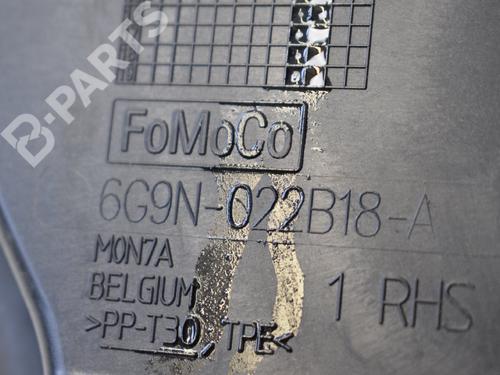 B-PARTS
FoMoCo
6G9N-022B18-A
MON7A
BELGIUM
1 RHS
>PP-T30, TPE<